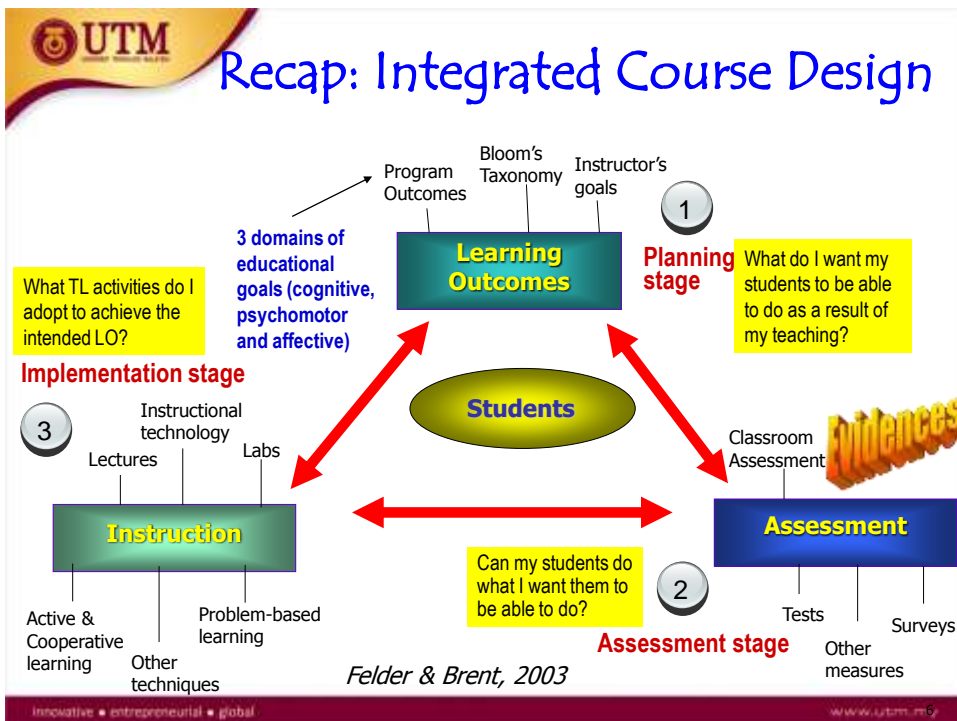 UTM
Recap: Integrated Course Design
Program
Outcomes
Bloom's
Taxonomy
Instructor's
goals
1
3 domains of
educational
goals (cognitive,
psychomotor
and affective)
Learning
Outcomes
Planning
stage
What do I want my
students to be able
to do as a result of
my teaching?
What TL activities do I
adopt to achieve the
intended LO?
Implementation stage
3
Students
Instructional
technology
Lectures
Labs
Instruction
Active &
Cooperative
learning
Other
techniques
Problem-based
learning
Classroom
Assessment
Evidences
Assessment
Can my students do
what I want them to
be able to do?
2
Assessment stage
Tests
Other
measures
Surveys
Felder & Brent, 2003
innovative ● entrepreneurial ● global
www.utm.my
6